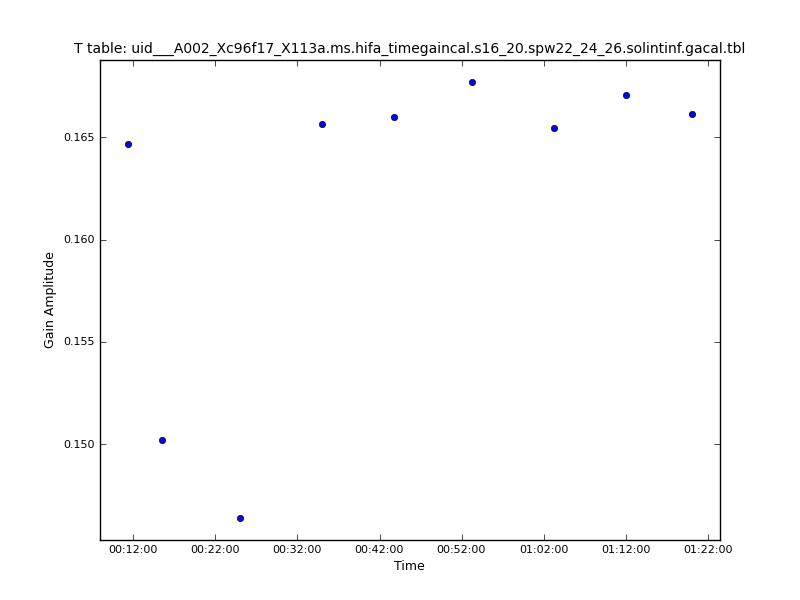 T table: uid___A002_Xc96f17_X113a.ms.hifa_timegaincal.s16_20.spw22_24_26.solintinf.gacal.tbl
0.165
0.160
0.155
0.150
Gain Amplitude
00:12:00 00:22:00 00:32:00 00:42:00 00:52:00 01:02:00 01:12:00 01:22:00
Time